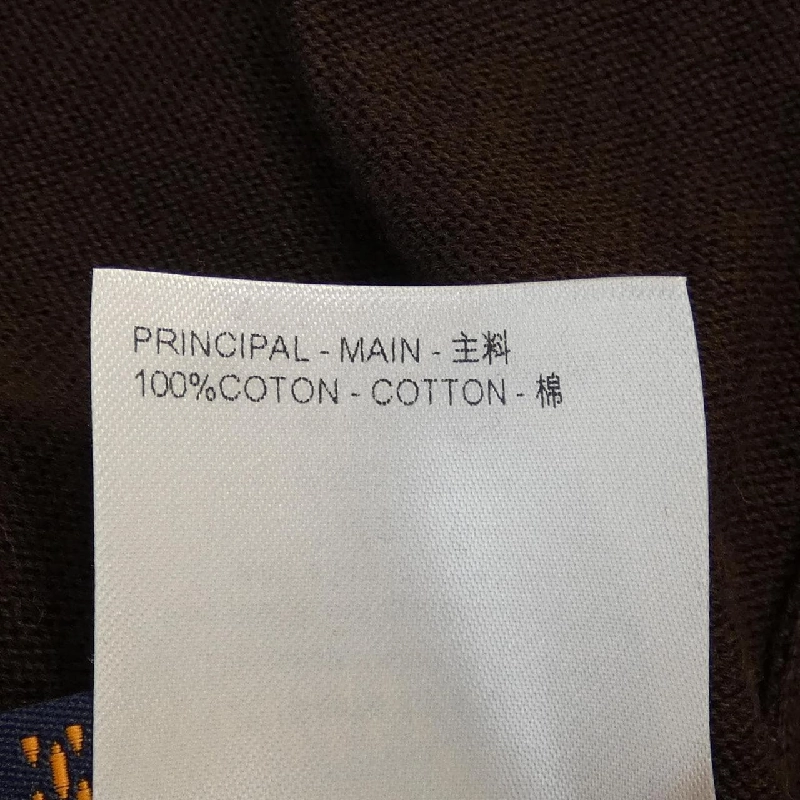 PRINCIPAL - MAIN - 主料
100%COTON - COTTON - 棉